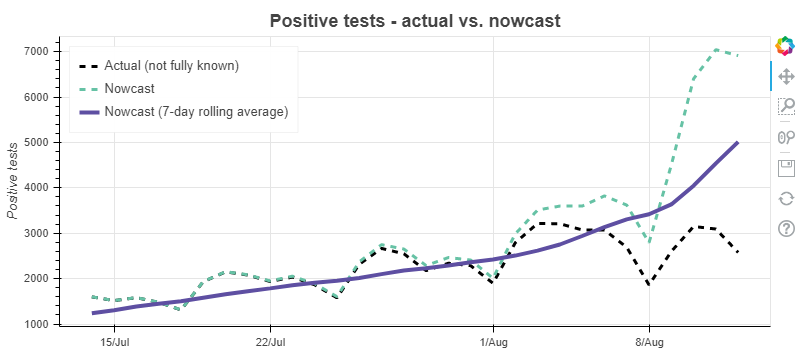 Positive tests - actual vs. nowcast
Positive tests
7000
6000
5000
4000
3000
2000
1000
Actual (not fully known)
Nowcast
Nowcast (7-day rolling average)
15/Jul
22/Jul
1/Aug
8/Aug